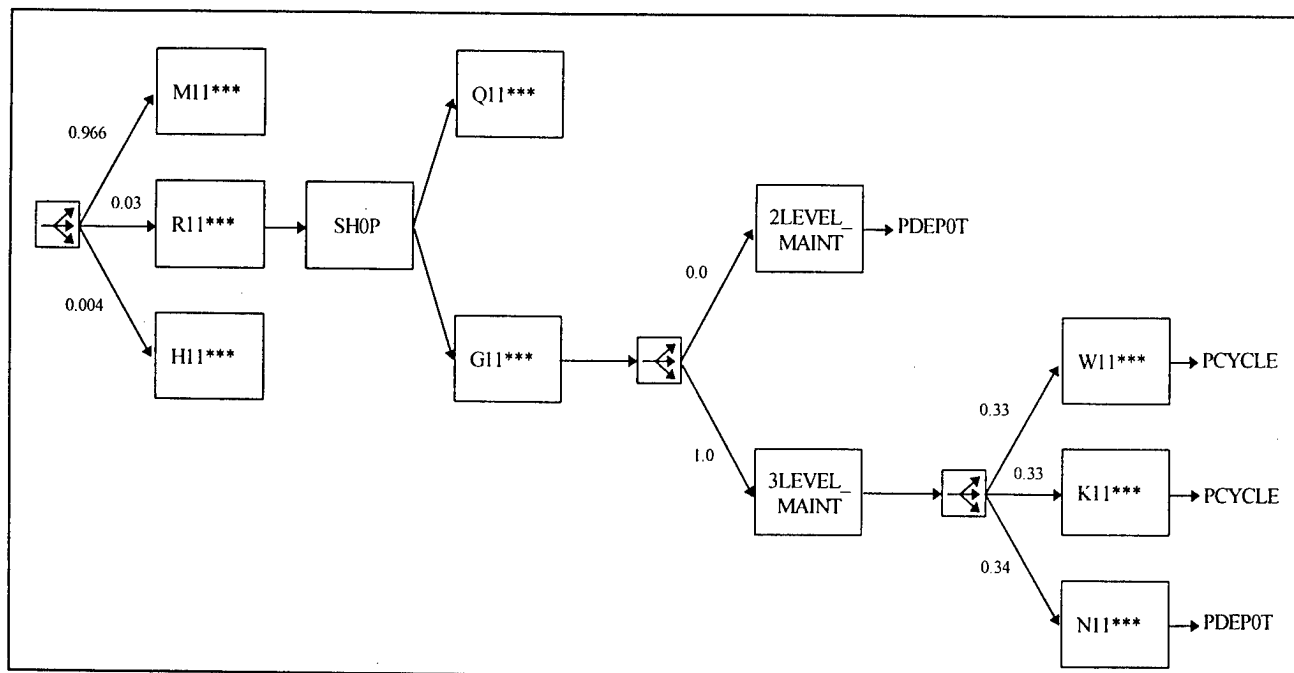 M11***
Q11***
0.966
0.03
R11***
SH0P
2LEVEL_
MAINT
PDEP0T
0.0
0.004
H11***
G11***
W11***
PCYCLE
0.33
1.0
3LEVEL_
MAINT
0.33
K11***
PCYCLE
0.34
N11***
PDEP0T